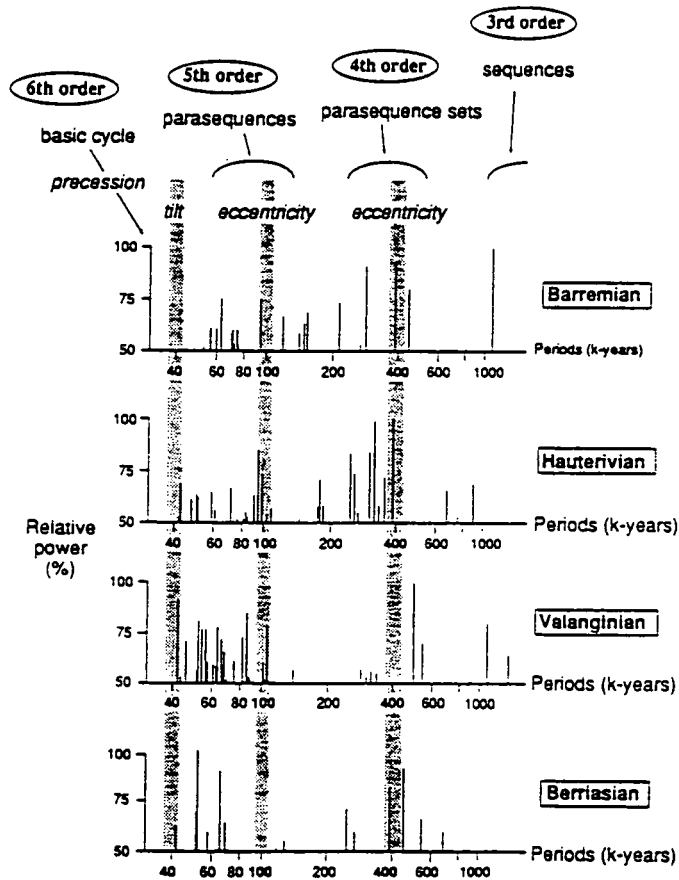 3rd order
4th order
5th order
6th order
sequences
parasequence sets
parasequences
basic cycle
precession
tilt
eccentricity
eccentricity
100
75
50
Barremian
Periods (k-years)
40 60 80 100 200 400 600 1000
100
75
50
Hauterivian
Periods (k-years)
40 60 80 100 200 400 600 1000
Relative
power
(%)
100
75
50
Valanginian
Periods (k-years)
40 60 80 100 200 400 600 1000
100
75
50
Berriasian
Periods (k-years)
40 60 80 100 200 400 600 1000